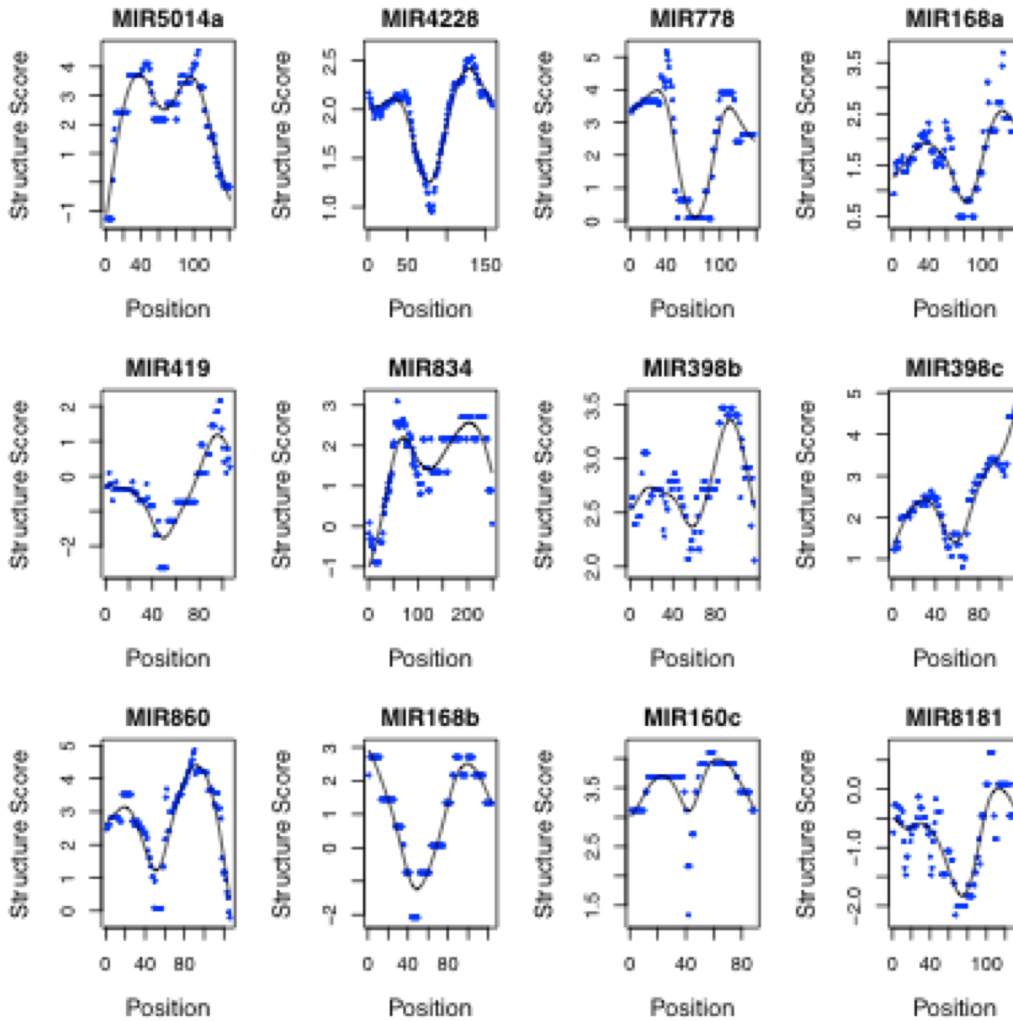 MIR5014a MIR4228 MIR778 MIR168a
Structure Score Structure Score Structure Score Structure Score
4 3 1 -1
2.5 2.0 1.5 1.0
5 4 3 2 1 0
3.5 2.5 1.5 0.5
0 40 100
0 50 150
0 40 100
0 40 100
Position Position Position Position
MIR419 MIR834 MIR398b MIR398c
Structure Score Structure Score Structure Score Structure Score
2 1 0 -2
3 2 1 0 -1
3.5 3.0 2.5 2.0
5 4 3 2 1
0 40 80
0 100 200
0 40 80
0 40 80
Position Position Position Position
MIR860 MIR168b MIR160c MIR8181
Structure Score Structure Score Structure Score Structure Score
5 4 3 2 1 0
3 2 1 0 -2
3.5 2.5 1.5
0.0 -1.0 -2.0
0 40 80
0 40 80
0 40 80
0 40 100
Position Position Position Position